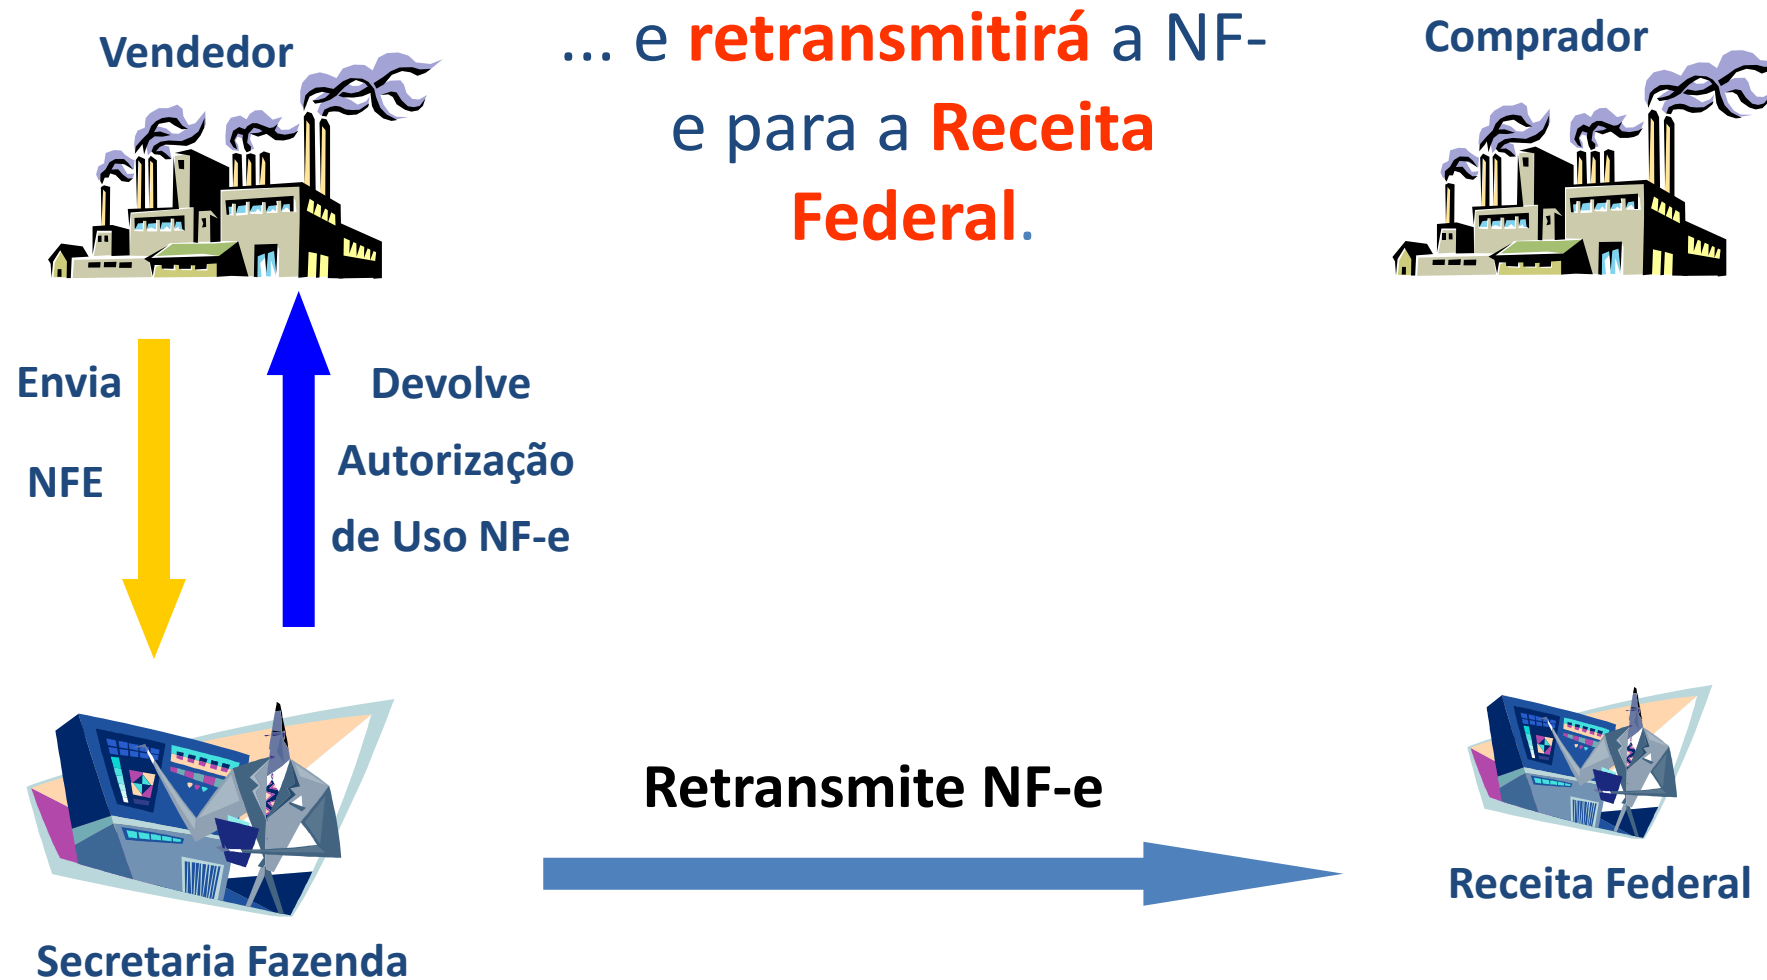 Vendedor
... e retransmitirá a NF-
e para a Receita
Federal.
Comprador
Envia
NFE
Devolve
Autorização
de Uso NF-e
Retransmite NF-e
Receita Federal
Secretaria Fazenda